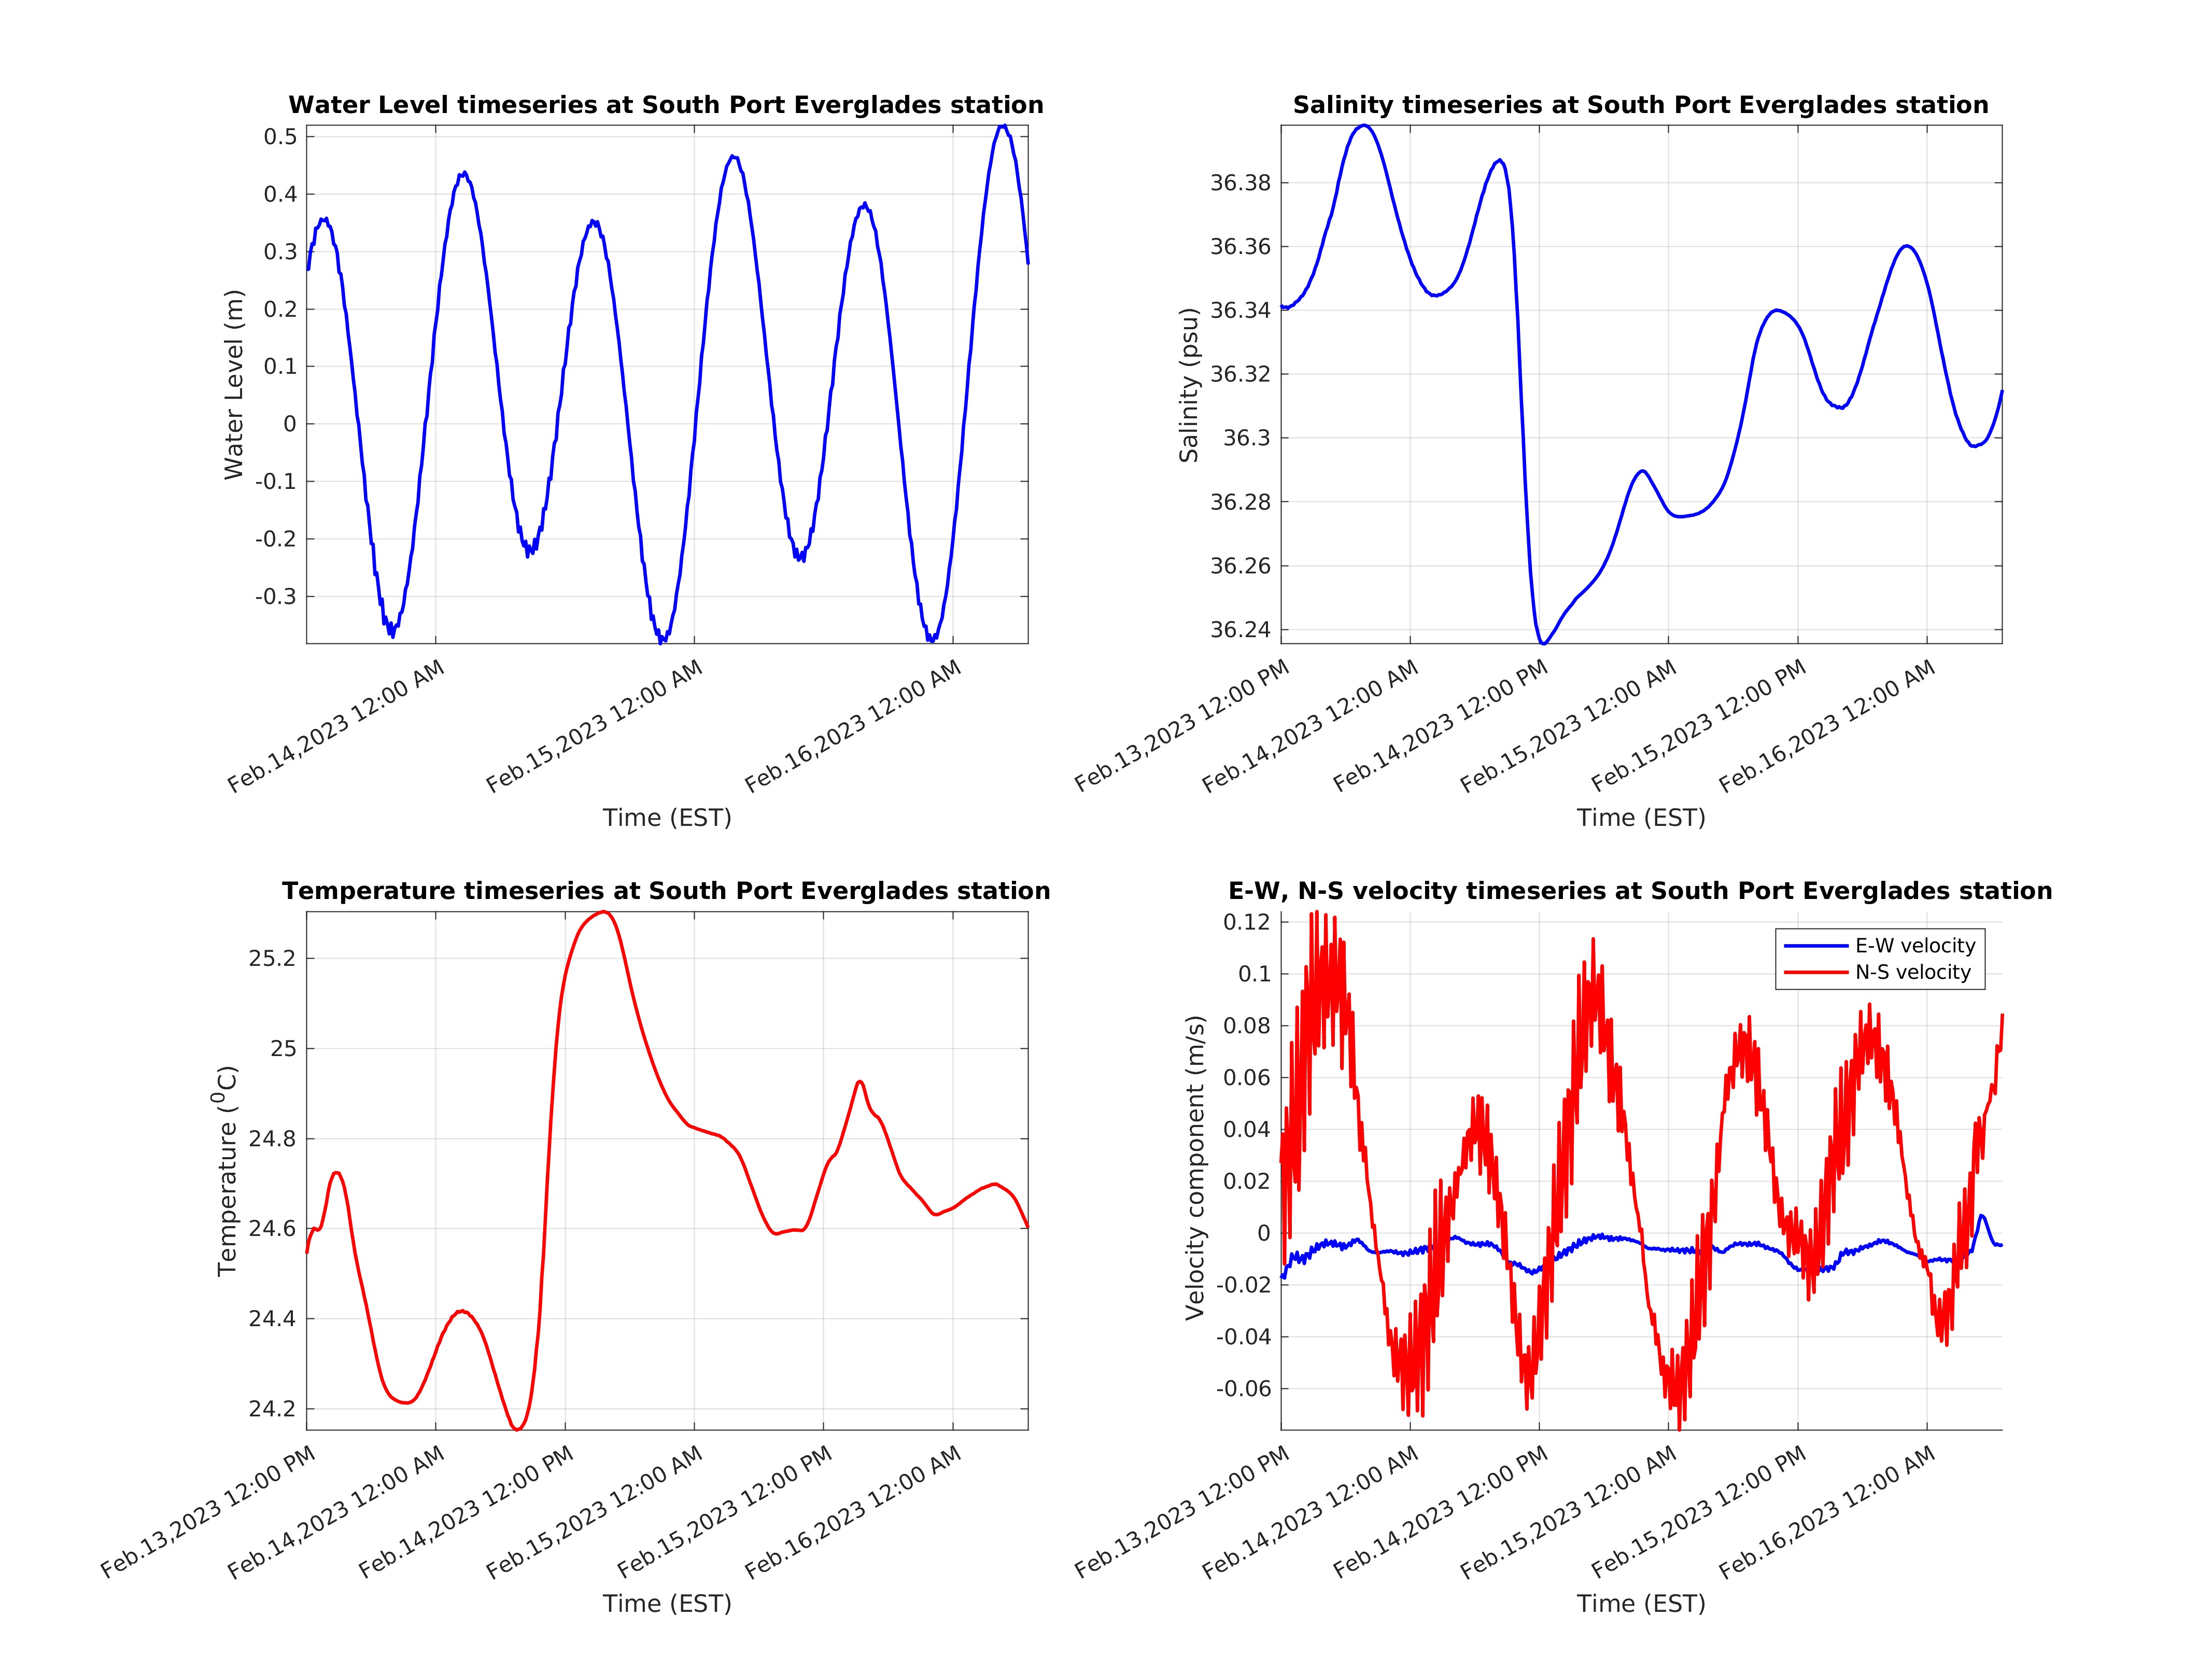 Water Level timeseries at South Port Everglades station
Water Level (m)
0.5
0.4
0.3
0.2
0.1
0
-0.1
-0.2
-0.3
Feb.14,2023 12:00 AM
Feb.15,2023 12:00 AM
Feb.16,2023 12:00 AM
Time (EST)
Salinity timeseries at South Port Everglades station
Salinity (psu)
36.38
36.36
36.34
36.32
36.3
36.28
36.26
36.24
Feb.13,2023 12:00 PM
Feb.14,2023 12:00 AM
Feb.14,2023 12:00 PM
Feb.15,2023 12:00 AM
Feb.15,2023 12:00 PM
Feb.16,2023 12:00 AM
Time (EST)
Temperature timeseries at South Port Everglades station
Temperature (⁰C)
25.2
25
24.8
24.6
24.4
24.2
Feb.13,2023 12:00 PM
Feb.14,2023 12:00 AM
Feb.14,2023 12:00 PM
Feb.15,2023 12:00 AM
Feb.15,2023 12:00 PM
Feb.16,2023 12:00 AM
Time (EST)
E-W, N-S velocity timeseries at South Port Everglades station
Velocity component (m/s)
0.12
0.1
0.08
0.06
0.04
0.02
0
-0.02
-0.04
-0.06
E-W velocity
N-S velocity
Feb.13,2023 12:00 PM
Feb.14,2023 12:00 AM
Feb.14,2023 12:00 PM
Feb.15,2023 12:00 AM
Feb.15,2023 12:00 PM
Feb.16,2023 12:00 AM
Time (EST)